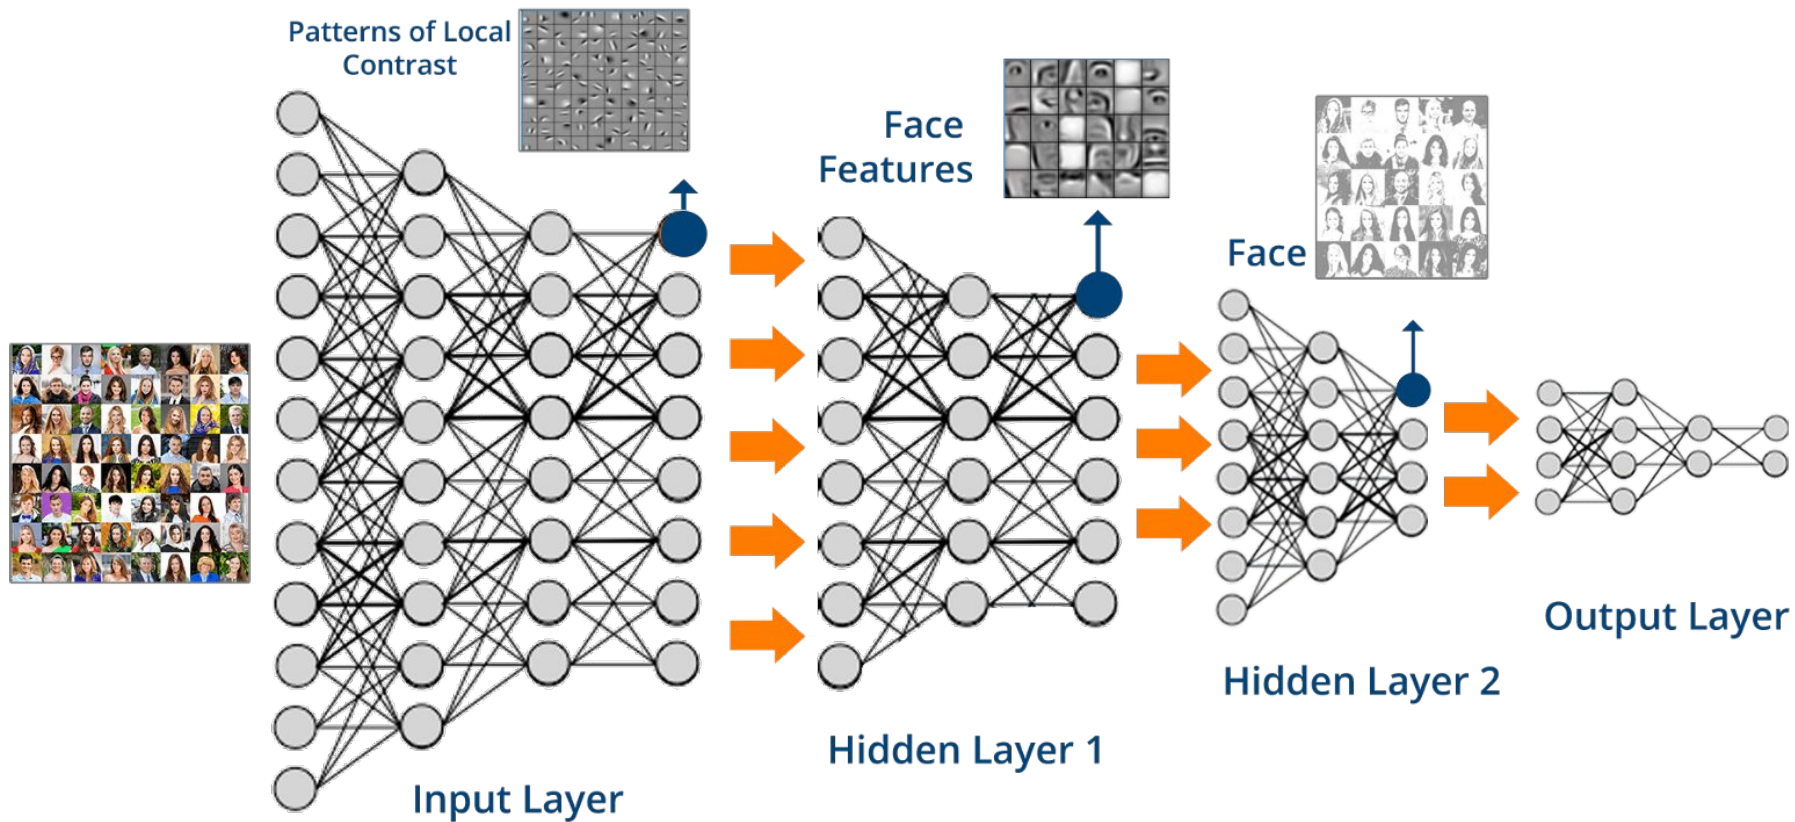 Patterns of Local
Contrast
Face
Features
Face
Input Layer
Hidden Layer 1
Hidden Layer 2
Output Layer